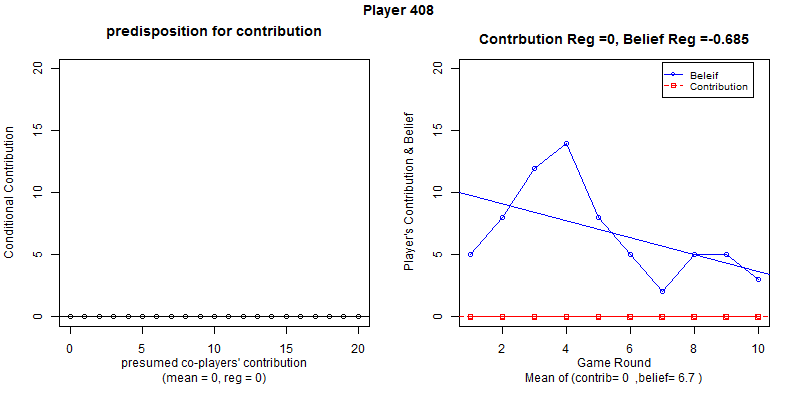 Player 408
predisposition for contribution
Conditional Contribution
0
5
10
15
20
0
5
10
15
20
presumed co-players' contribution
(mean = 0, reg = 0)
Contrbution Reg =0, Belief Reg =-0.685
Player's Contribution & Belief
0
5
10
15
20
Beleif
Contribution
2
4
6
8
10
Game Round
Mean of (contrib= 0 ,belief= 6.7 )